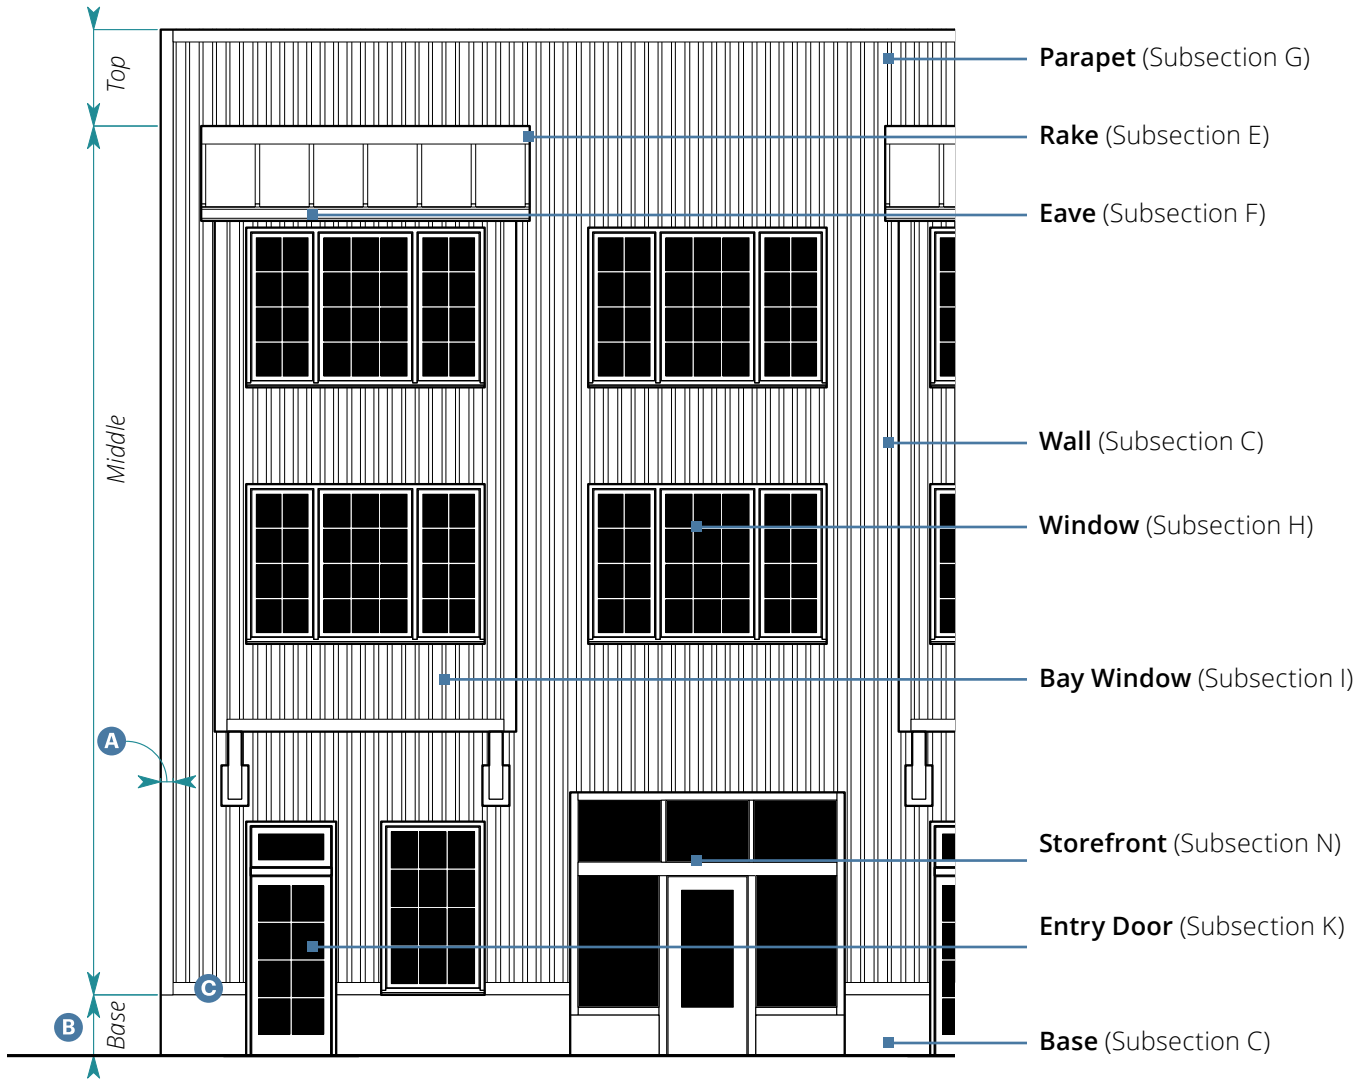 Top
Parapet (Subsection G)
Rake (Subsection E)
Eave (Subsection F)
Middle
Wall (Subsection C)
Window (Subsection H)
Bay Window (Subsection I)
A
Storefront (Subsection N)
Entry Door (Subsection K)
C
B
Base
Base (Subsection C)